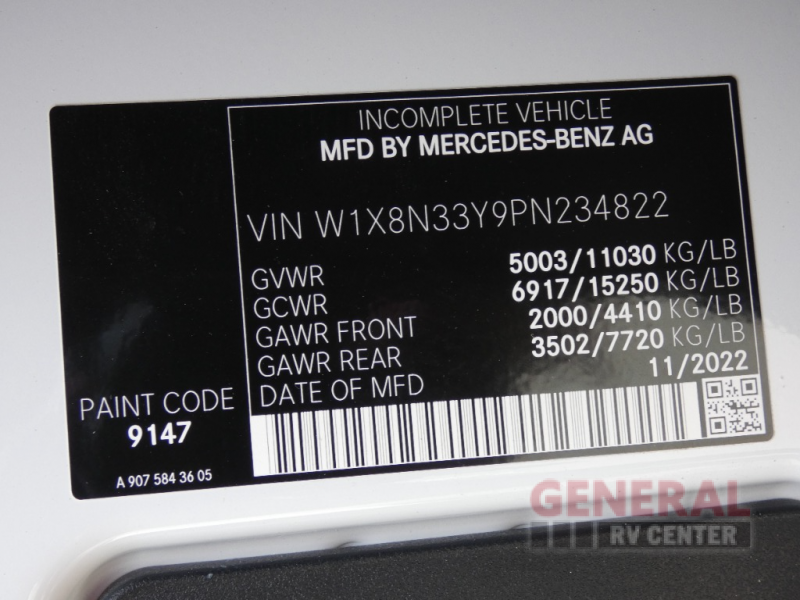 INCOMPLETE VEHICLE
MFD BY MERCEDES-BENZ AG
VIN W1X8N33Y9PN234822
GVWR 5003/11030 KG/LB
GCWR 6917/15250 KG/LB
GAWR FRONT 2000/4410 KG/LB
GAWR REAR 3502/7720 KG/LB
DATE OF MFD 11/2022
PAINT CODE
9147
A 907 584 36 05
GENERAL
RV CENTER